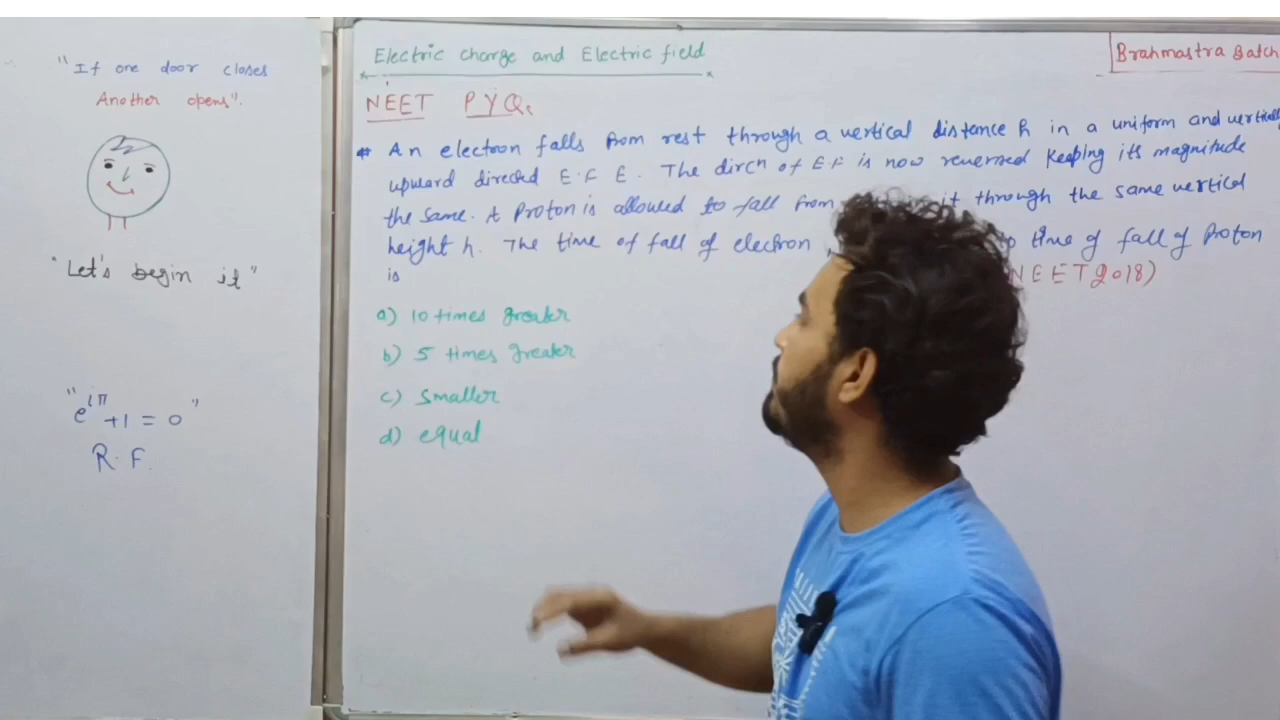 "If one door closes
Another opens".
"Let's begin it"
"e^iπ +1 = 0"
R. F.
Electric charge and Electric field
Brahmastra Batch
NEET PYQs
* An electron falls from rest through a vertical distance h in a uniform and vertically
upward directed E.F E. The dircn of E.F is now reversed keeping its magnitude
the same. A proton is allowed to fall from it through the same vertical
height h. The time of fall of electron time of fall of proton
is
NEET 2018)
a) 10 times greater
b) 5 times greater
c) smaller
d) equal